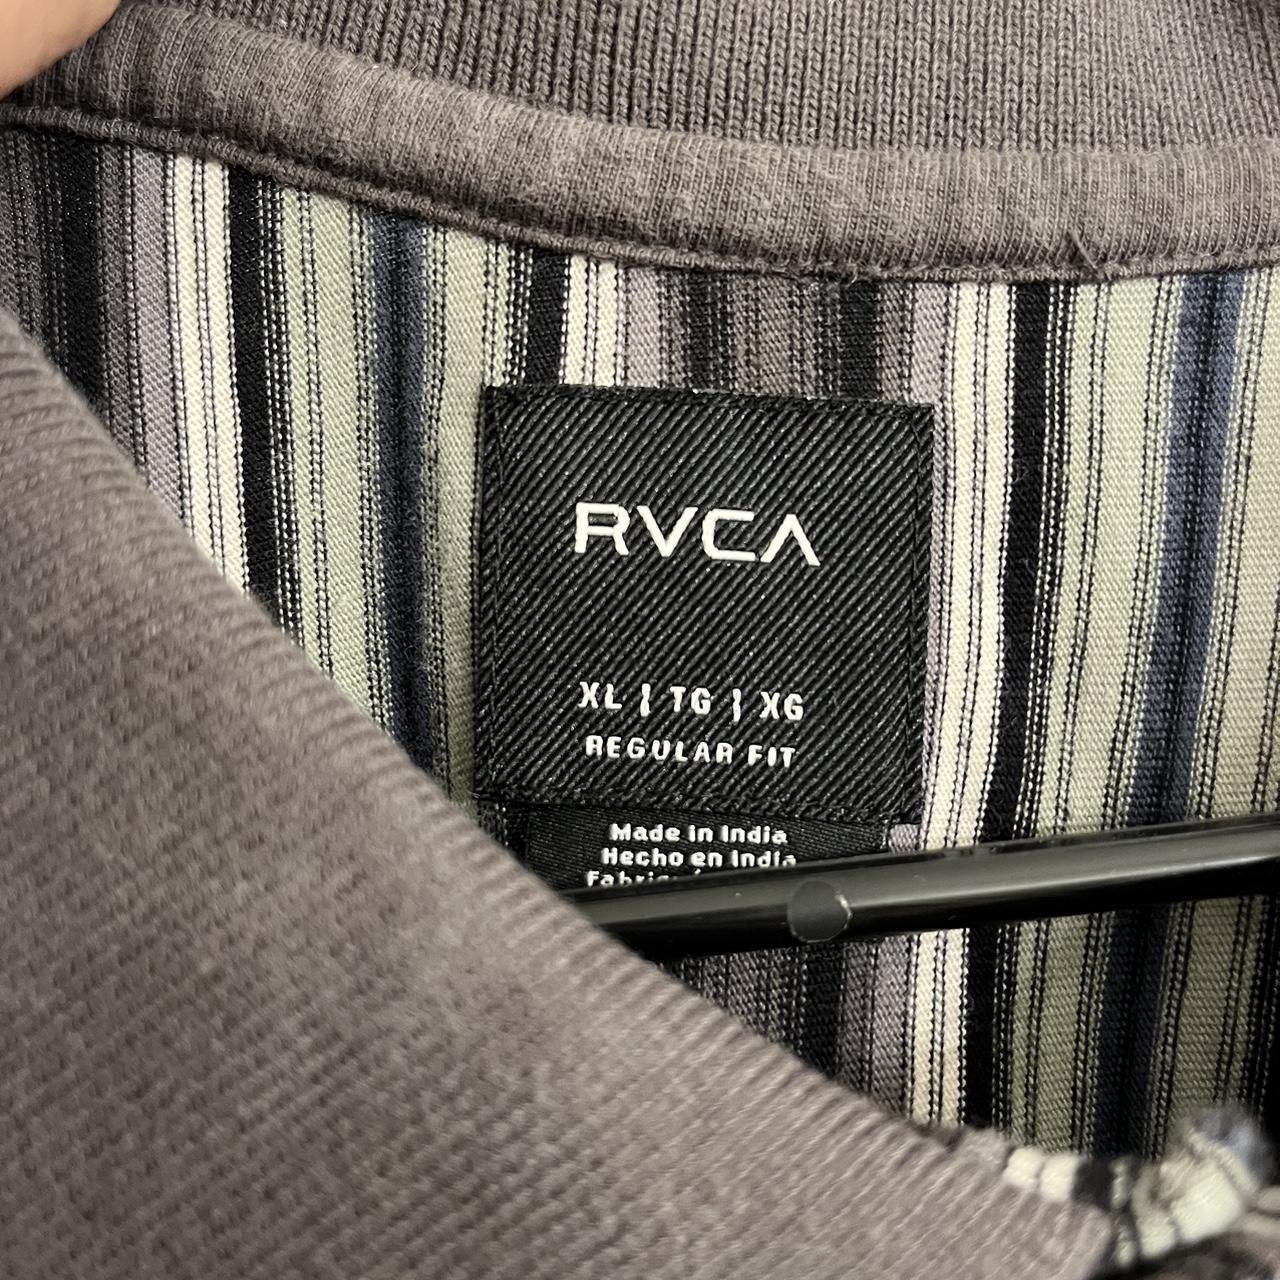 RVCA
XL | TG | XG
REGULAR FIT
Made in India
Hecho en India